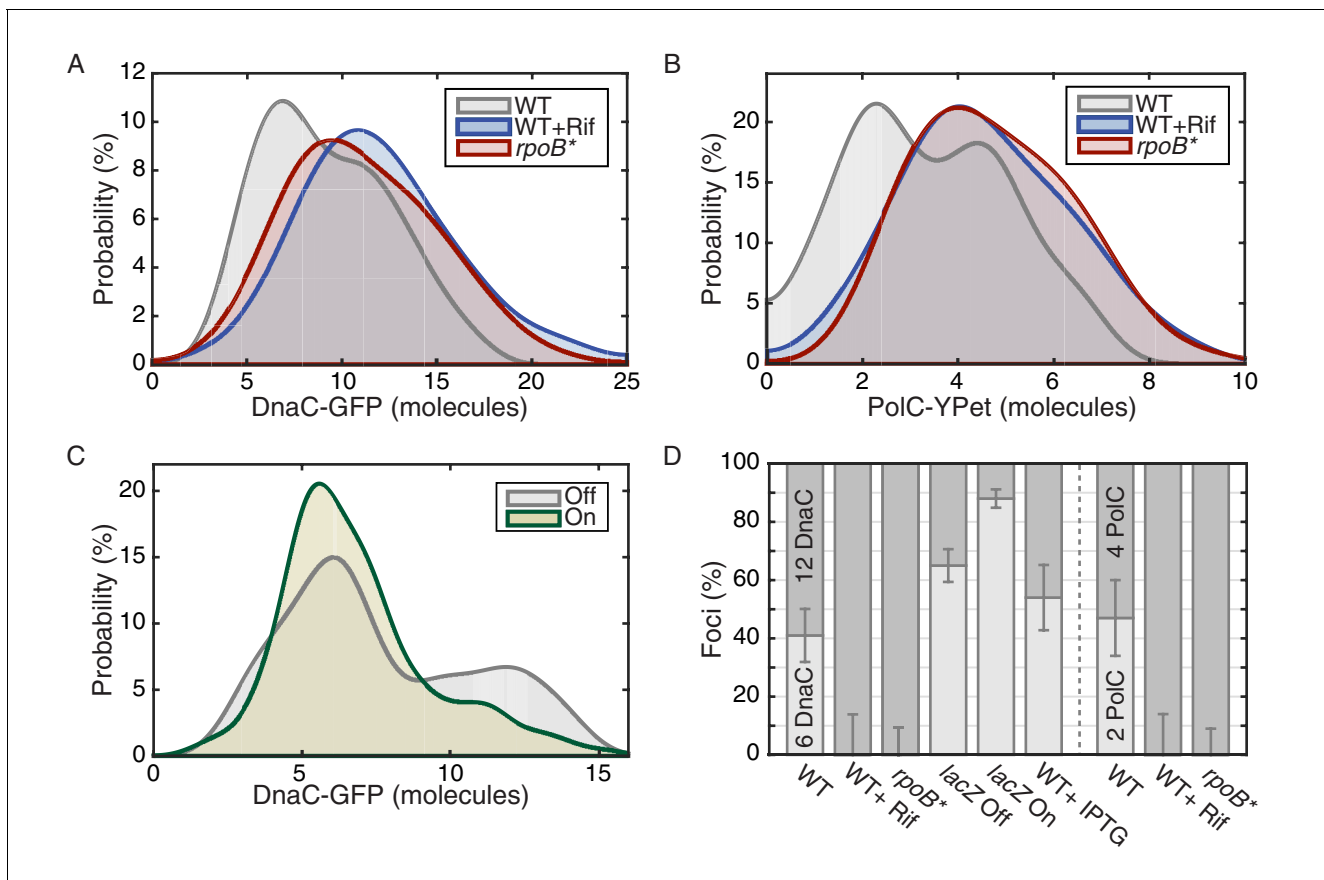 A
12
10
8
6
4
2
0
Probability (%)
WT
WT+Rif
rpoB*
0 5 10 15 20 25
DnaC-GFP (molecules)
B
20
15
10
5
0
Probability (%)
WT
WT+Rif
rpoB*
0 2 4 6 8 10
PolC-YPet (molecules)
C
20
15
10
5
0
Probability (%)
Off
On
0 5 10 15
DnaC-GFP (molecules)
D
100
80
60
40
20
0
Foci (%)
6 DnaC 12 DnaC
2 PolC 4 PolC
WT
WT+ Rif
rpoB*
lacZ Off
lacZ On
WT+ IPTG
WT
WT+ Rif
rpoB*